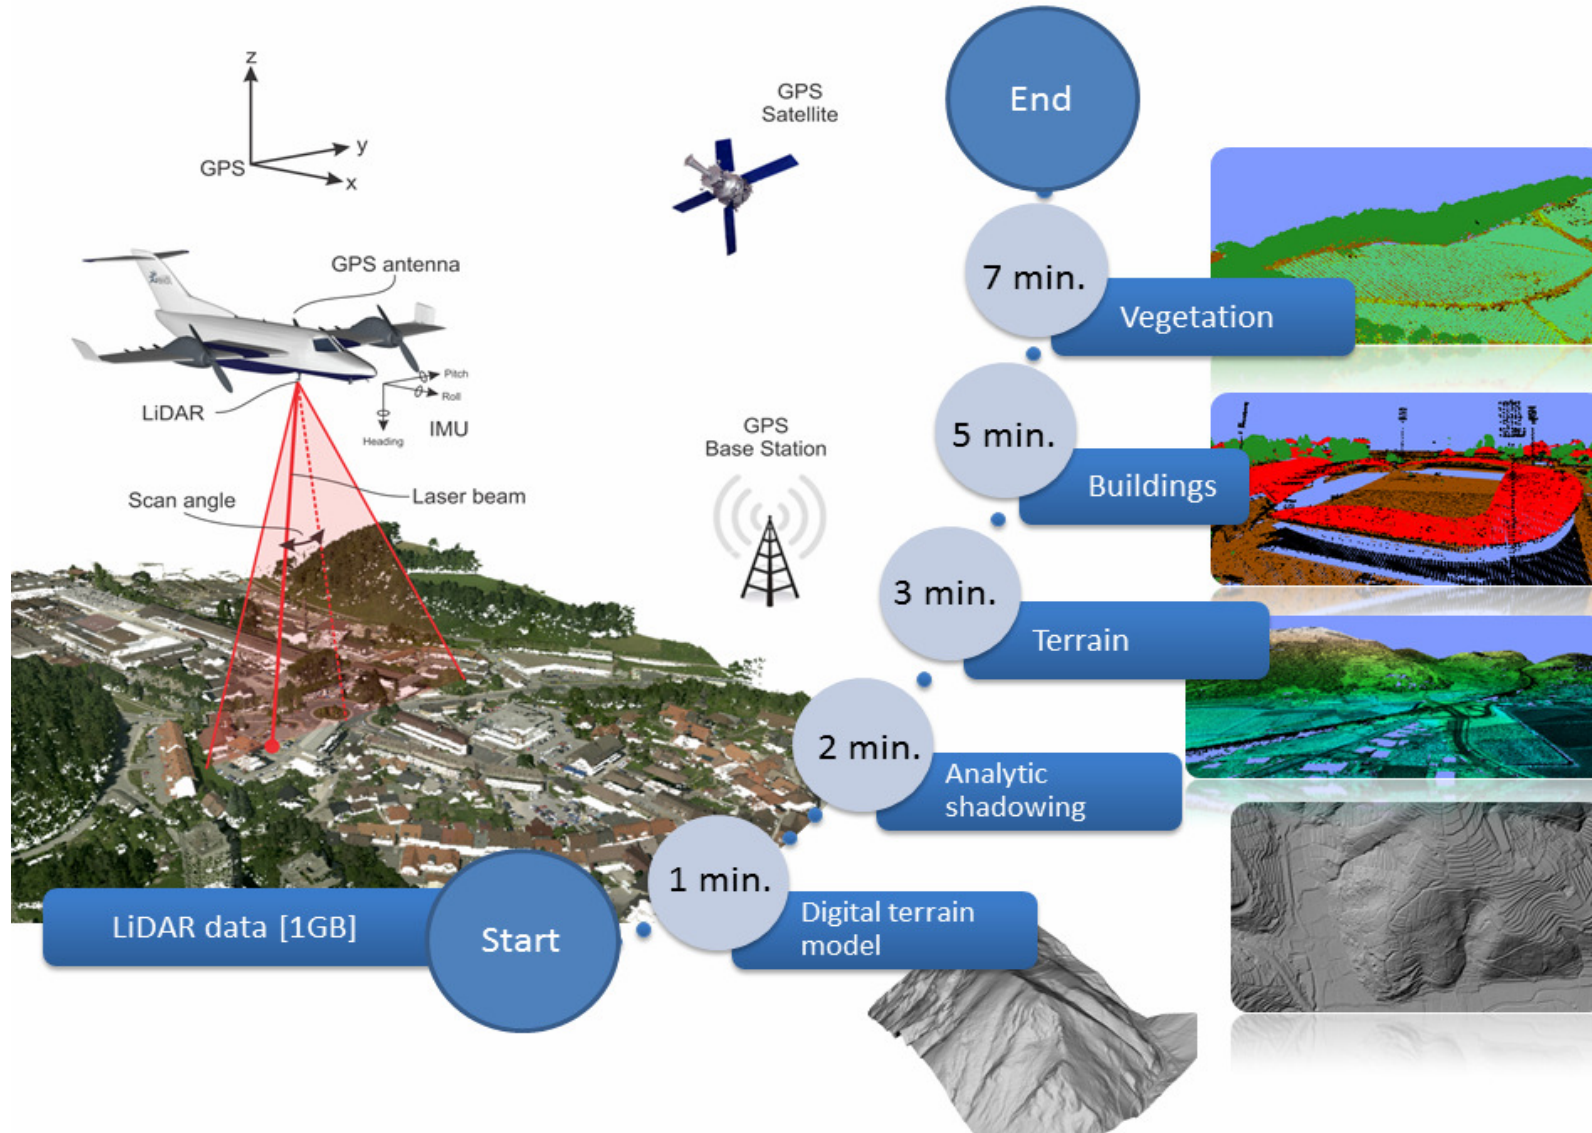 z
y
GPS
x
GPS
Satellite
End
GPS antenna
7 min.
Vegetation
Pitch
Roll
LiDAR
IMU
Heading
GPS
Base Station
5 min.
Buildings
Scan angle
Laser beam
3 min.
Terrain
2 min.
Analytic
shadowing
1 min.
Digital terrain
model
LiDAR data [1GB]
Start